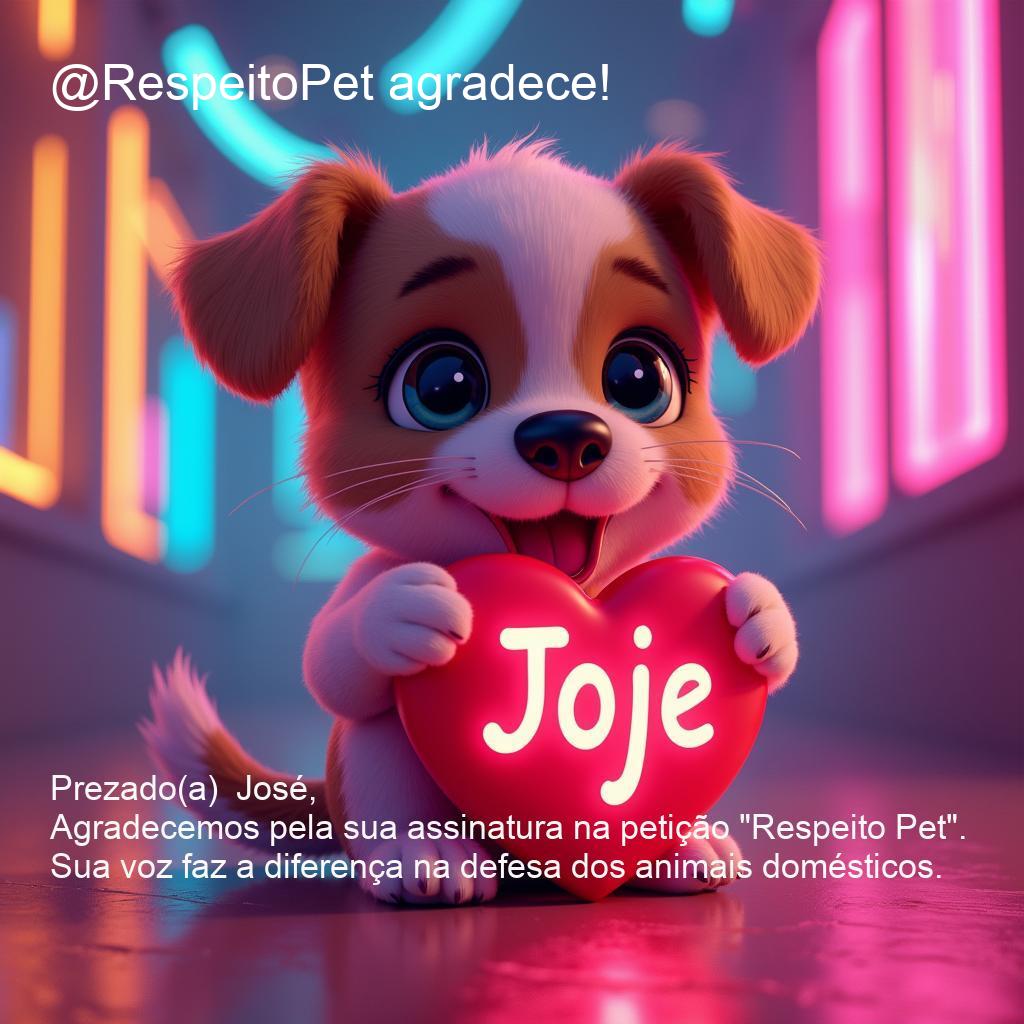 @RespeitoPet agradece!
Joje
Prezado(a)  José,
Agradecemos pela sua assinatura na petição "Respeito Pet".
Sua voz faz a diferença na defesa dos animais domésticos.